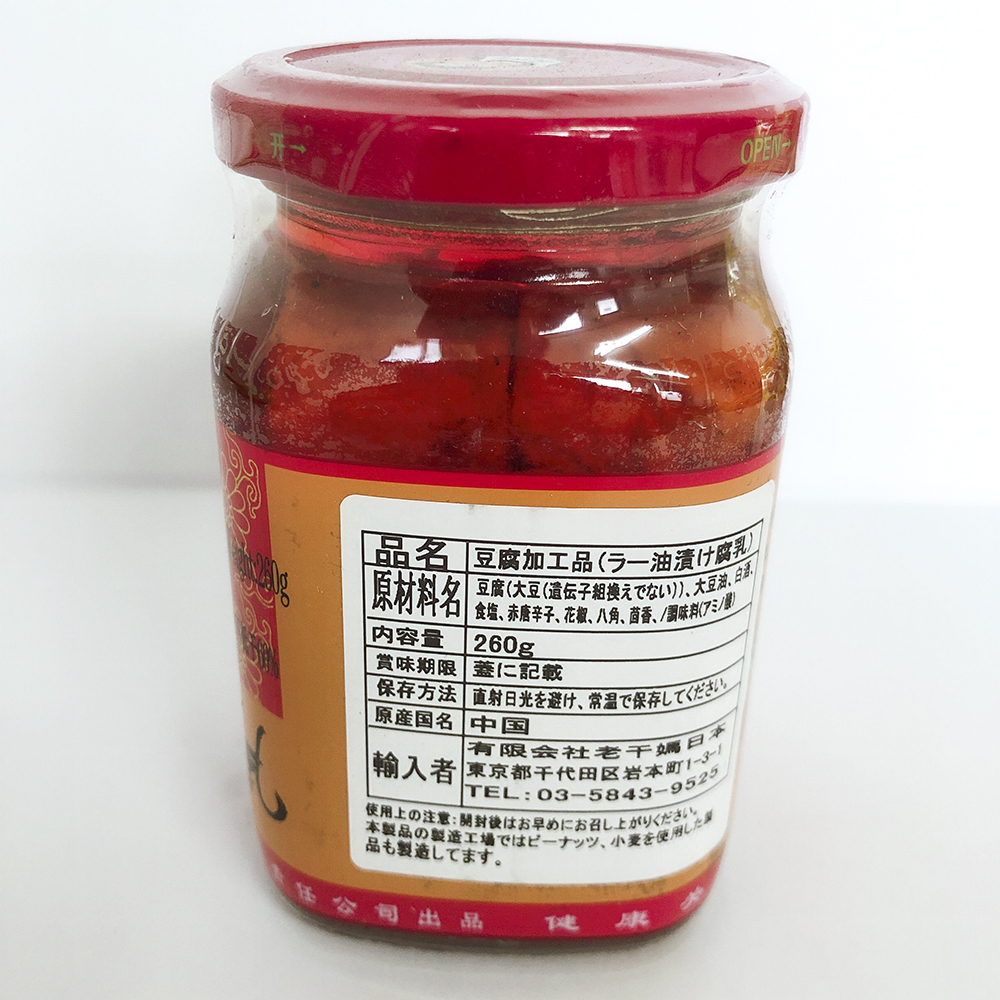 开→
OPEN→
260g
品名 豆腐加工品(ラー油漬け腐乳)
原材料名 豆腐(大豆(遺伝子組換えでない))、大豆油、白酒、
食塩、赤唐辛子、花椒、八角、茴香、/調味料(アミノ酸)
内容量 260g
賞味期限 蓋に記載
保存方法 直射日光を避け、常温で保存してください。
原産国名 中国
輸入者 有限会社老干媽日本
東京都千代田区岩本町1-3-1
TEL:03-5843-9525
使用上の注意:開封後はお早めにお召し上がりください。
本製品の製造工場ではピーナッツ、小麦を使用した製
品も製造してます。
任公司出品 健康